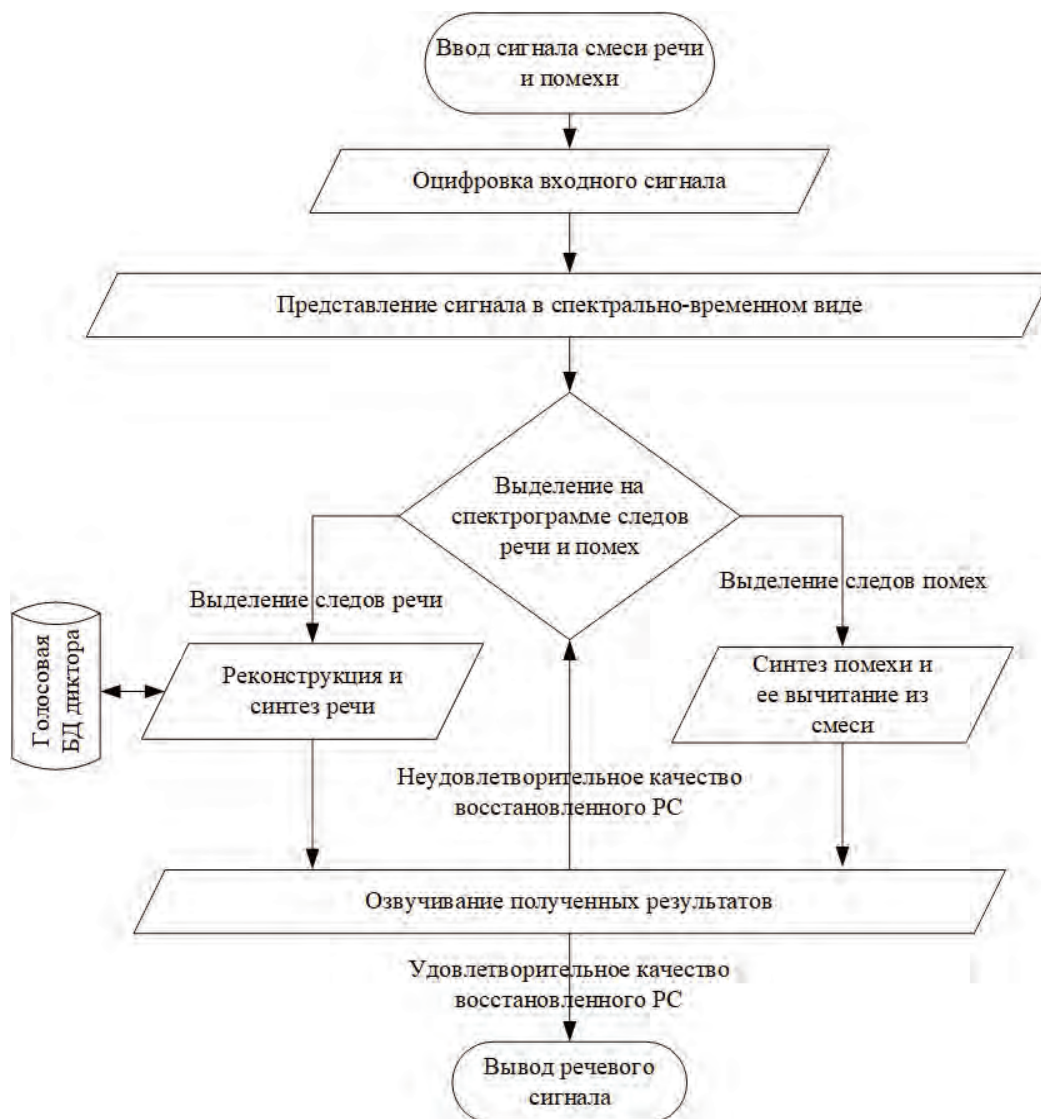 Ввод сигнала смеси речи
и помехи
Оцифровка входного сигнала
Представление сигнала в спектрально-временном виде
Выделение на
спектрограмме следов
речи и помех
Выделение следов речи
Выделение следов помех
Голосовая
БД диктора
Реконструкция и
синтез речи
Синтез помехи и
ее вычитание из
смеси
Неудовлетворительное качество
восстановленного РС
Озвучивание полученных результатов
Удовлетворительное качество
восстановленного РС
Вывод речевого
сигнала